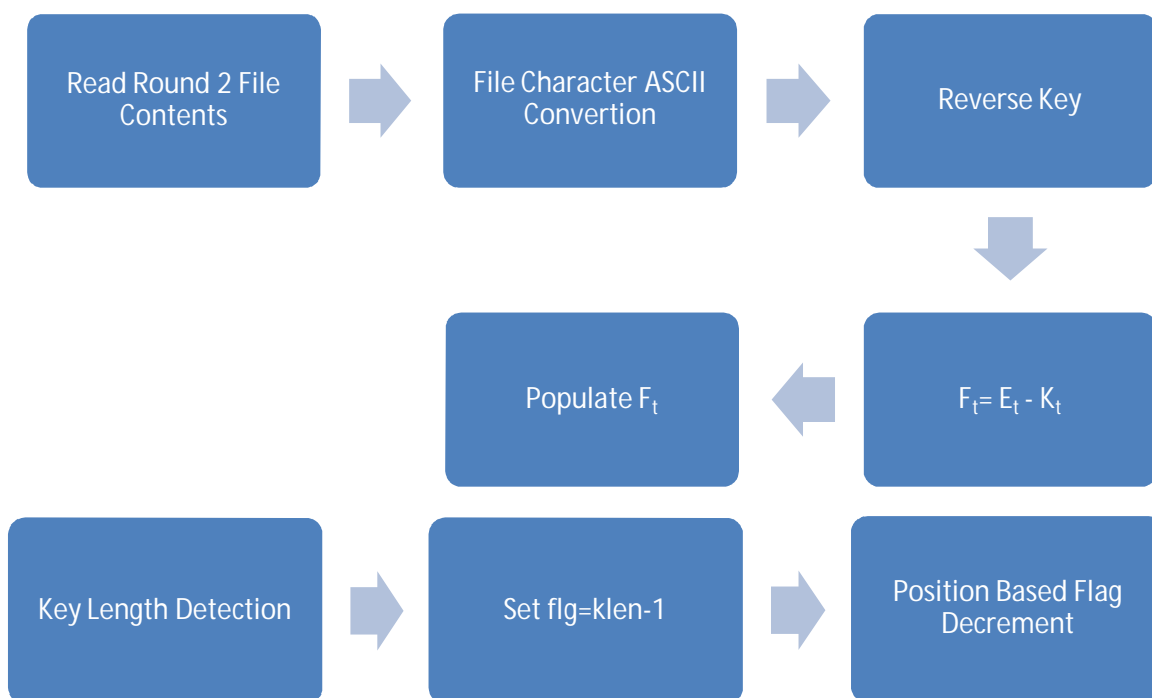 Read Round 2 File
Contents
File Character ASCII
Convertion
Reverse Key
Populate Fₜ
Fₜ= Eₜ - Kₜ
Key Length Detection
Set flg=klen-1
Position Based Flag
Decrement